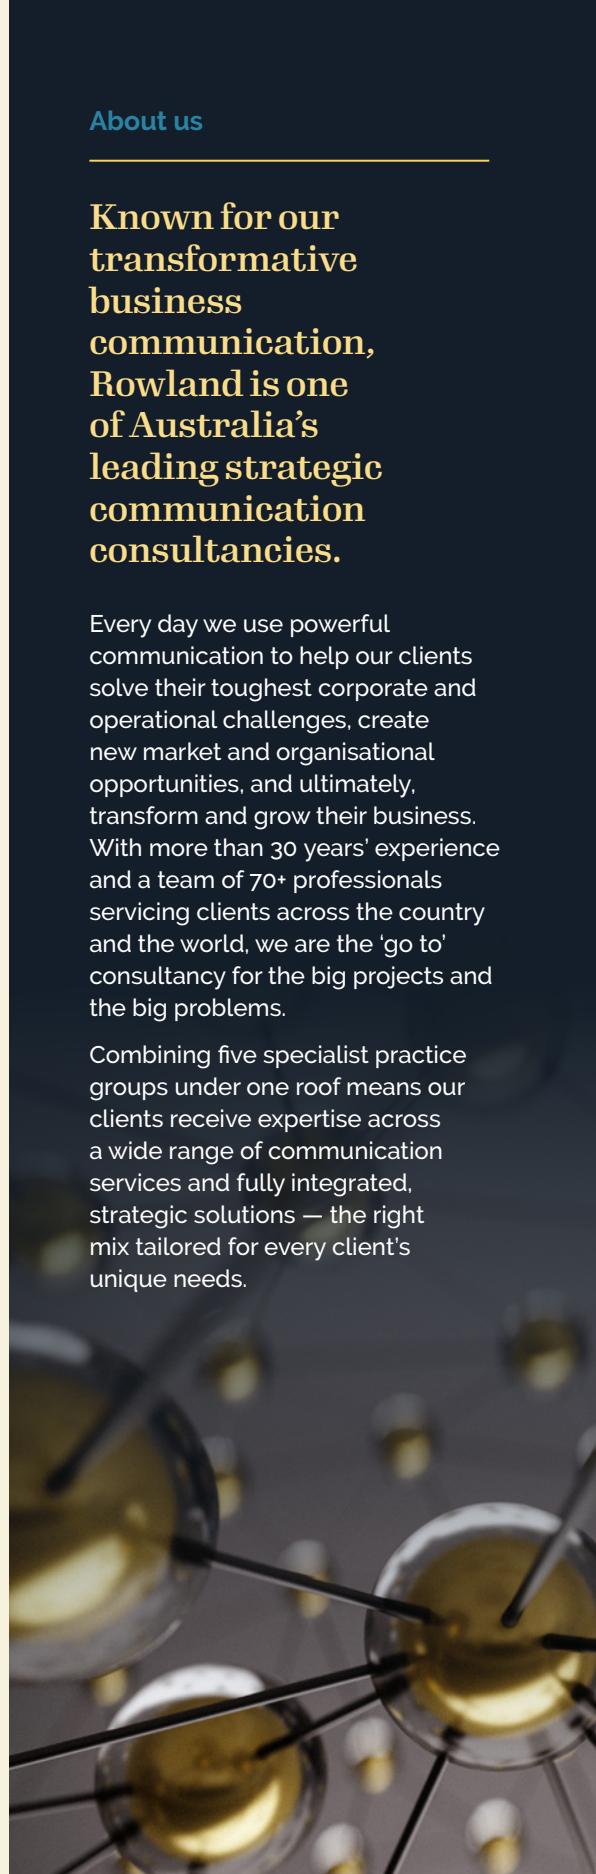 About us
Known for our
transformative
business
communication,
Rowland is one
of Australia’s
leading strategic
communication
consultancies.
Every day we use powerful
communication to help our clients
solve their toughest corporate and
operational challenges, create
new market and organisational
opportunities, and ultimately,
transform and grow their business.
With more than 30 years’ experience
and a team of 70+ professionals
servicing clients across the country
and the world, we are the ‘go to’
consultancy for the big projects and
the big problems.
Combining five specialist practice
groups under one roof means our
clients receive expertise across
a wide range of communication
services and fully integrated,
strategic solutions — the right
mix tailored for every client’s
unique needs.